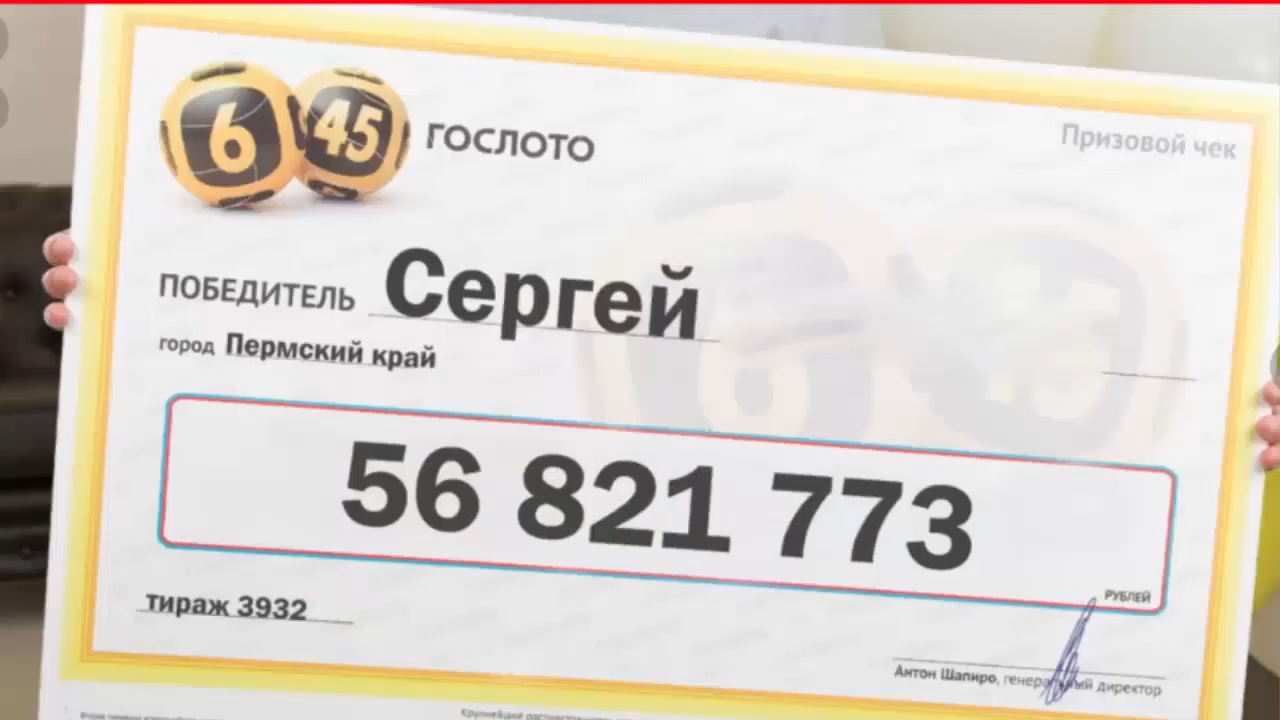 6 45 ГОСЛОТО
Призовой чек
ПОБЕДИТЕЛЬ Сергей
город Пермский край
56 821 773
РУБЛЕЙ
тираж 3932
Антон Шапиро, генеральный директор